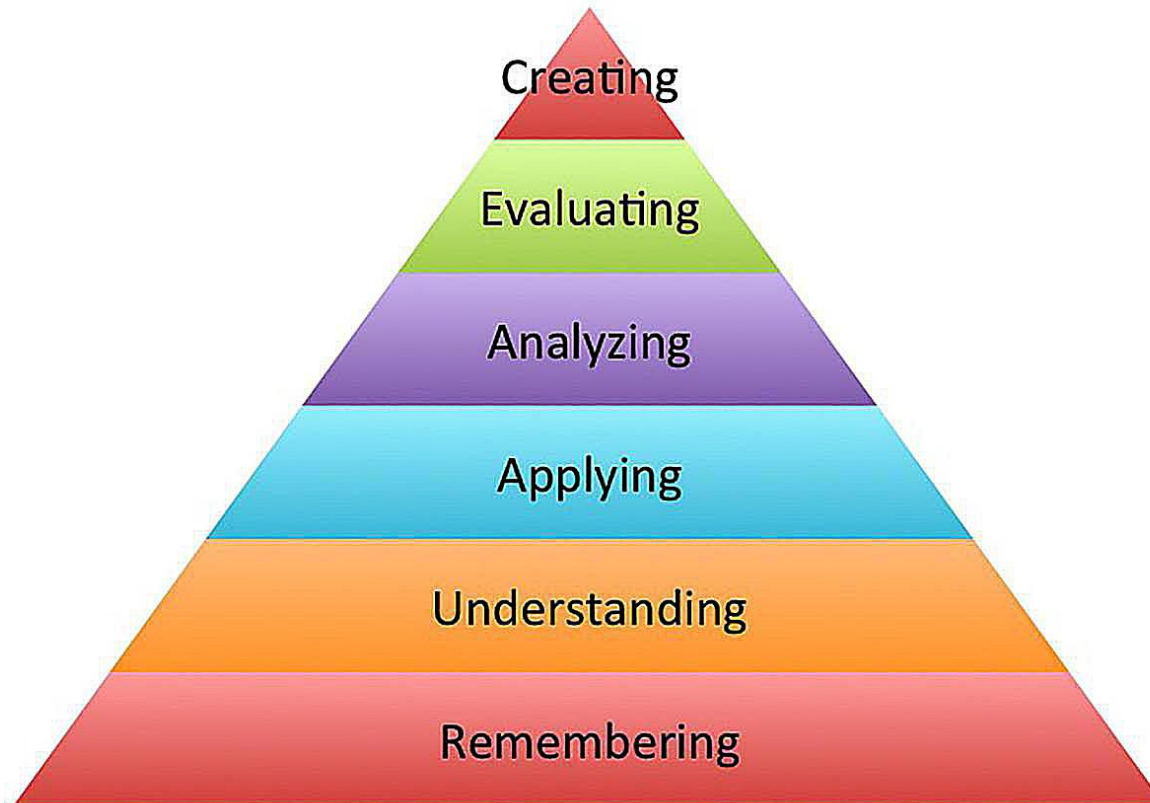 Creating
Evaluating
Analyzing
Applying
Understanding
Remembering